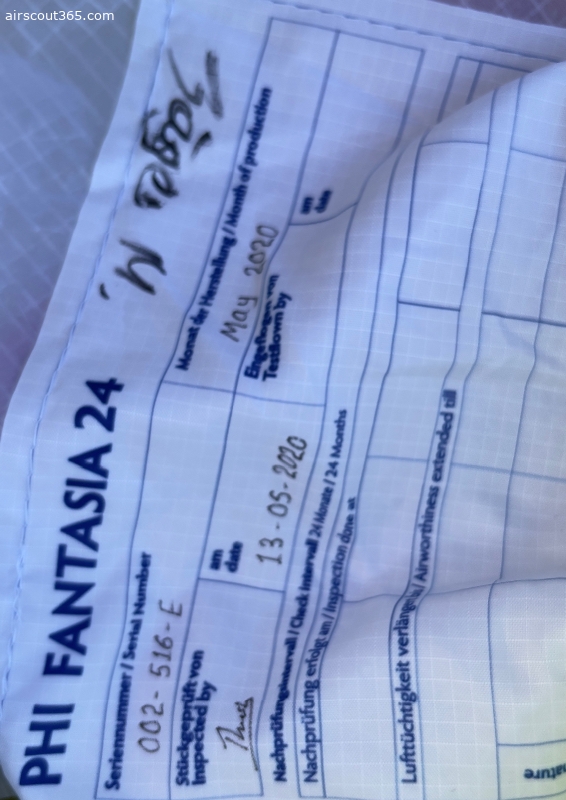 airscout365.com
PHI FANTASIA 24
Seriennummer / Serial Number
002-516-E
Monat der Herstellung / Month of production
May 2020
Stückgeprüft von
Inspected by
am
date
13-05-2020
Eingeflogen von
Testflown by
am
date
Nachprüfungsintervall / Check Interval 24 Monate / 24 Months
Nachprüfung erfolgt am / Inspection done at
Lufttüchtigkeit verlängert / Airworthiness extended till